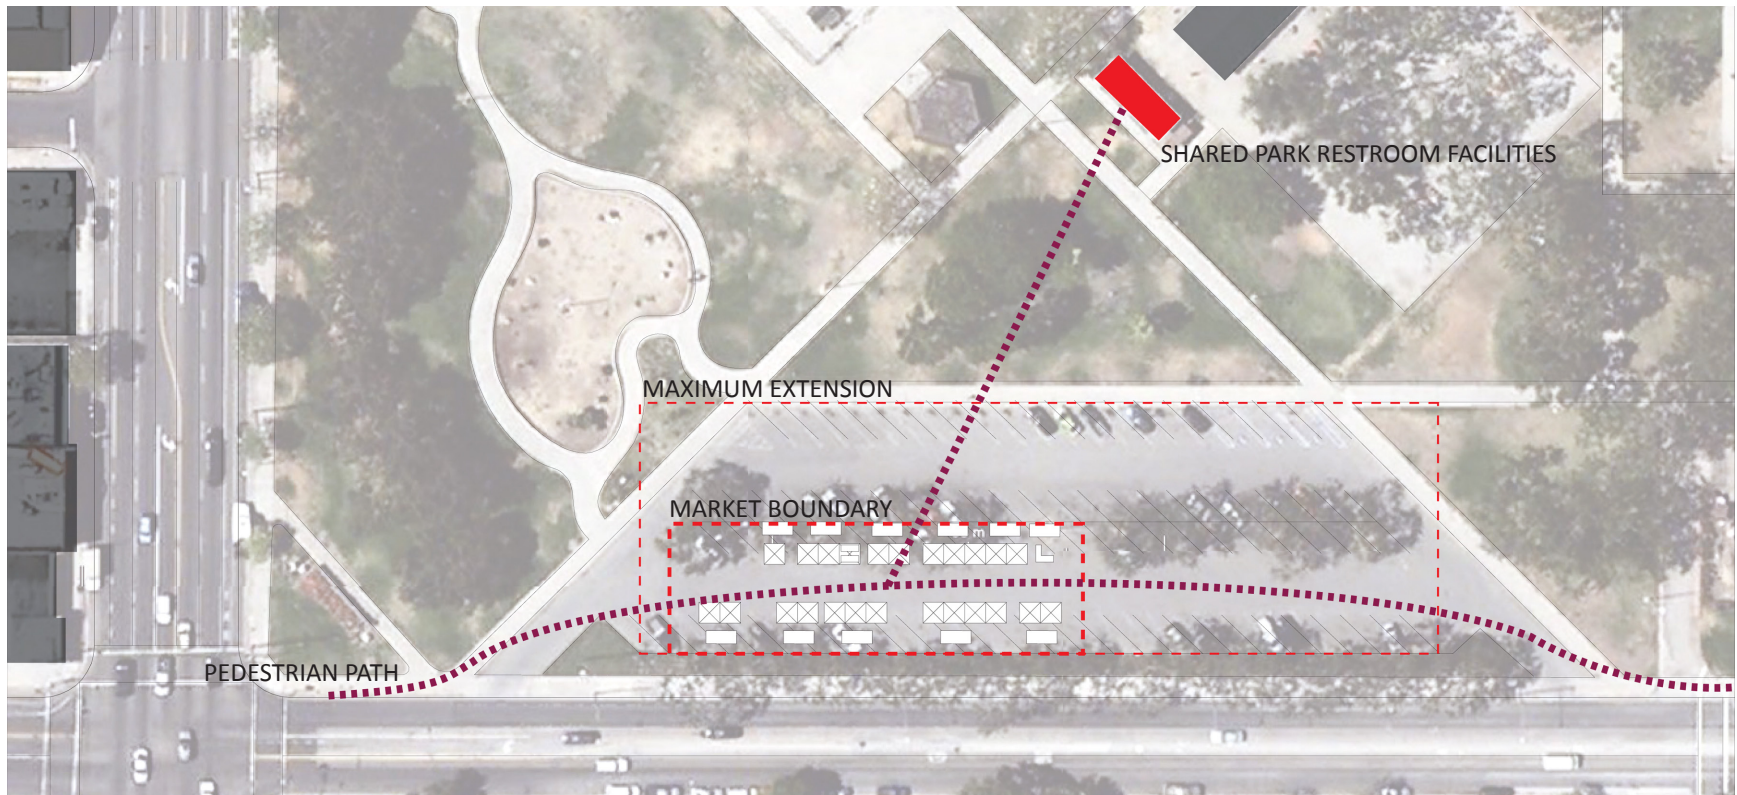 SHARED PARK RESTROOM FACILITIES
MAXIMUM EXTENSION
MARKET BOUNDARY
m
PEDESTRIAN PATH